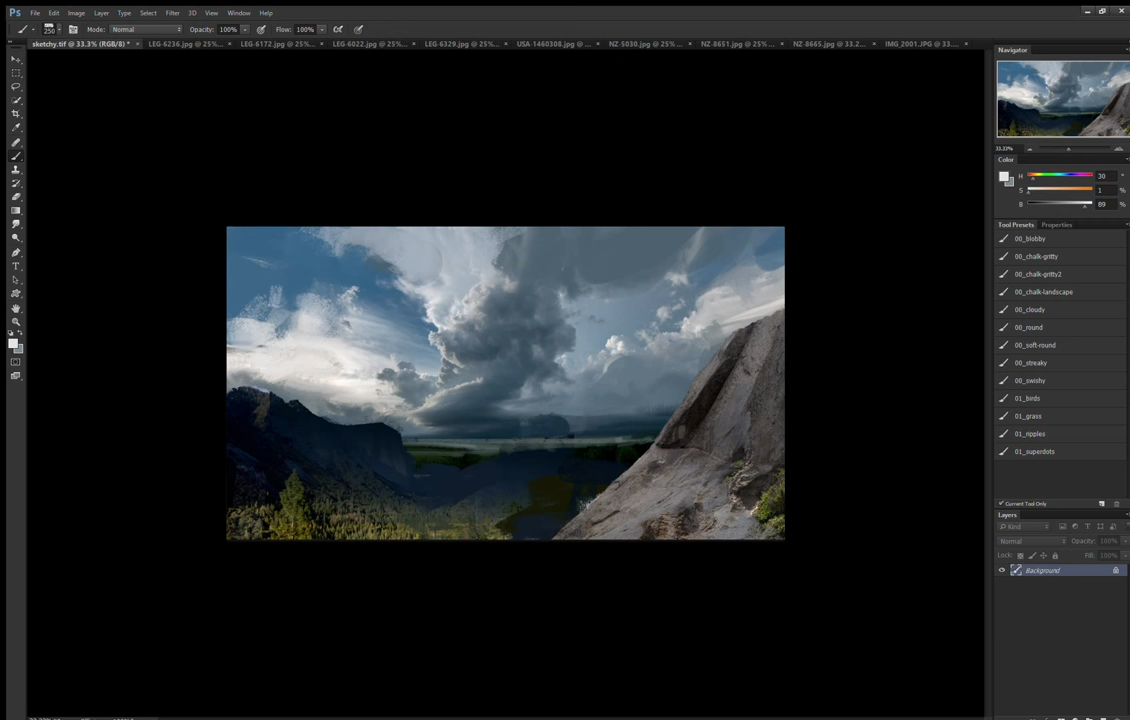 Ps File Edit Image Layer Type Select Filter 3D View Window Help
250 Mode: Normal Opacity: 100% Flow: 100%
sketchy.tif @ 33.3% (RGB/8) * × LEG-6236.jpg @ 25%... × LEG-6172.jpg @ 25%... × LEG-6022.jpg @ 25%... × LEG-6329.jpg @ 25%... × USA-1460308.jpg @ ... × NZ-5030.jpg @ 25% ... × NZ-8651.jpg @ 25% ... × NZ-8665.jpg @ 33.2... × IMG_2001.JPG @ 33.... ×
Navigator
33.33%
Color
H 30 °
S 1 %
B 89 %
Tool Presets Properties
00_blobby
00_chalk-gritty
00_chalk-gritty2
00_chalk-landscape
00_cloudy
00_round
00_soft-round
00_streaky
00_swishy
01_birds
01_grass
01_ripples
01_superdots
Current Tool Only
Layers
Kind
Normal Opacity: 100%
Lock: Fill: 100%
Background